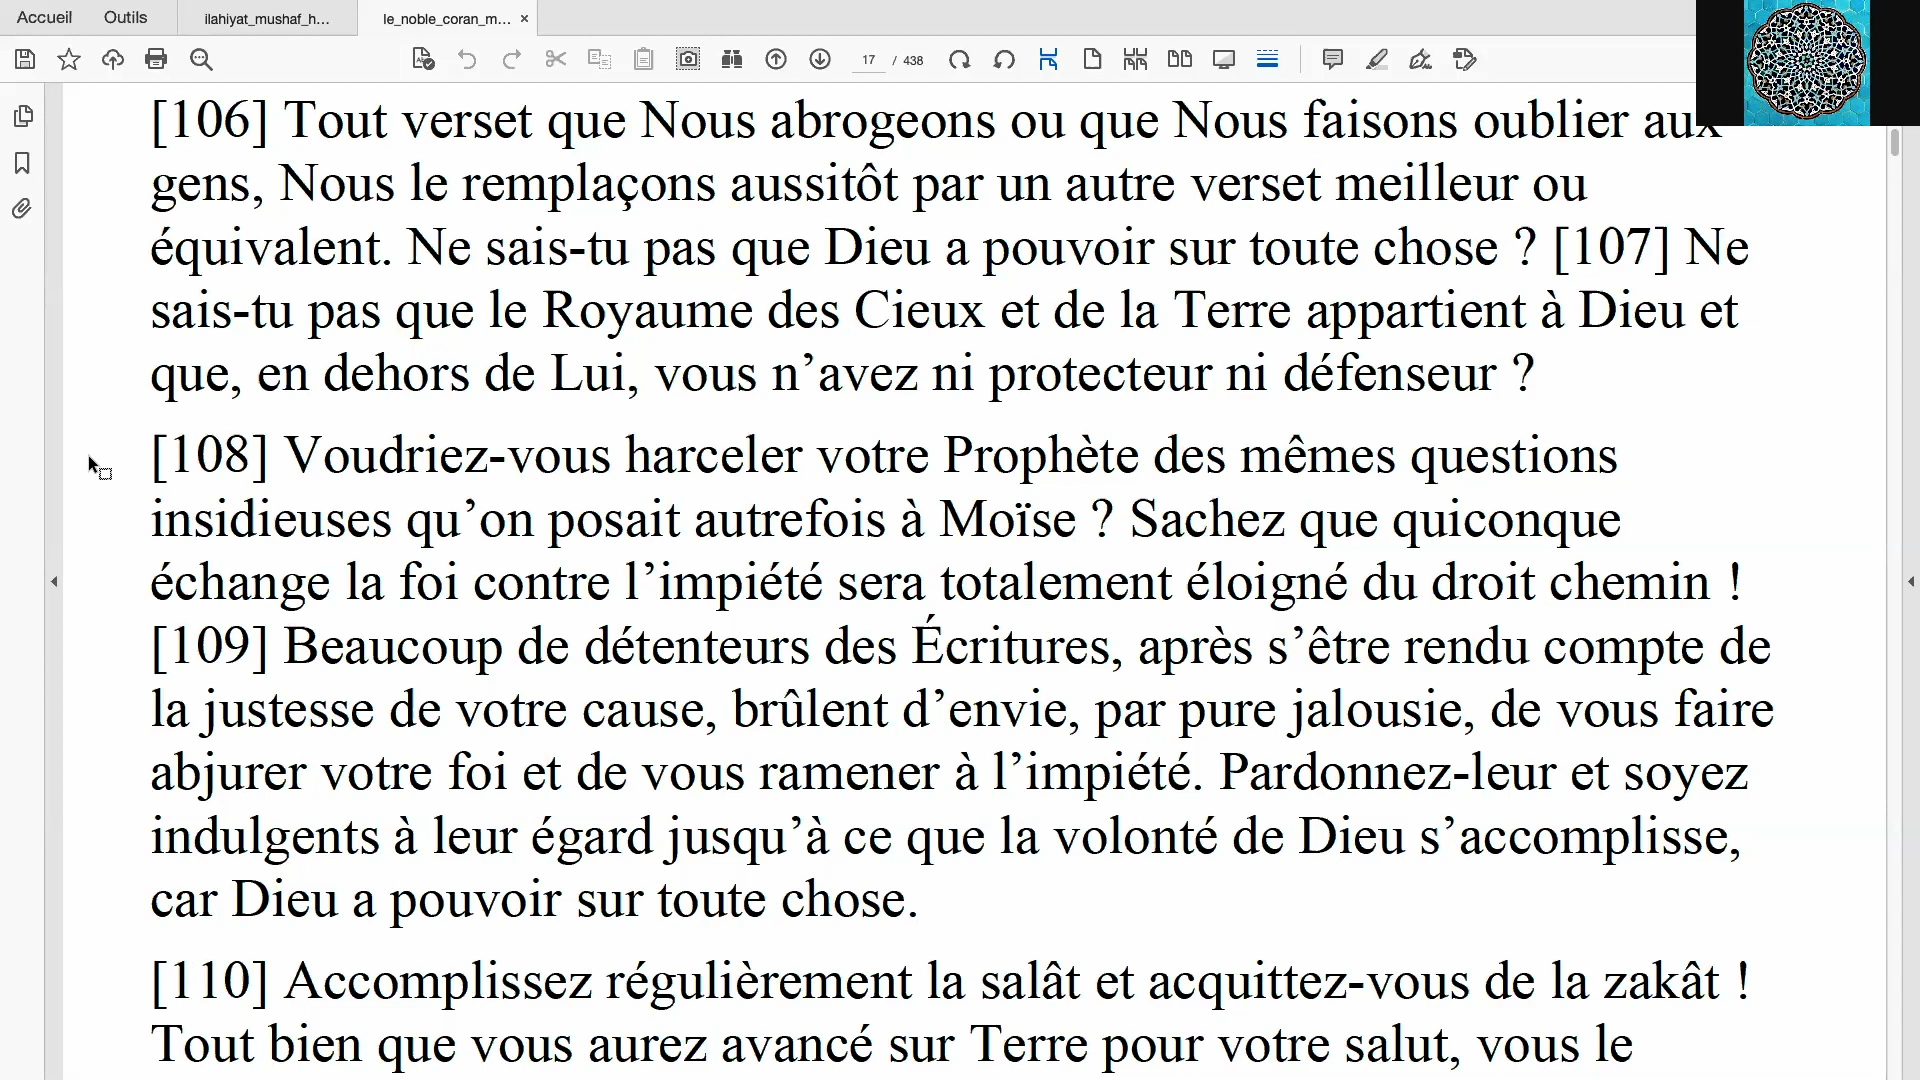 Accueil Outils ilahiyat_mushaf_h... le_noble_coran_m... ×
17 / 438
[106] Tout verset que Nous abrogeons ou que Nous faisons oublier aux
gens, Nous le remplaçons aussitôt par un autre verset meilleur ou
équivalent. Ne sais-tu pas que Dieu a pouvoir sur toute chose ? [107] Ne
sais-tu pas que le Royaume des Cieux et de la Terre appartient à Dieu et
que, en dehors de Lui, vous n’avez ni protecteur ni défenseur ?
[108] Voudriez-vous harceler votre Prophète des mêmes questions
insidieuses qu’on posait autrefois à Moïse ? Sachez que quiconque
échange la foi contre l’impiété sera totalement éloigné du droit chemin !
[109] Beaucoup de détenteurs des Écritures, après s’être rendu compte de
la justesse de votre cause, brûlent d’envie, par pure jalousie, de vous faire
abjurer votre foi et de vous ramener à l’impiété. Pardonnez-leur et soyez
indulgents à leur égard jusqu’à ce que la volonté de Dieu s’accomplisse,
car Dieu a pouvoir sur toute chose.
[110] Accomplissez régulièrement la salât et acquittez-vous de la zakât !
Tout bien que vous aurez avancé sur Terre pour votre salut, vous le